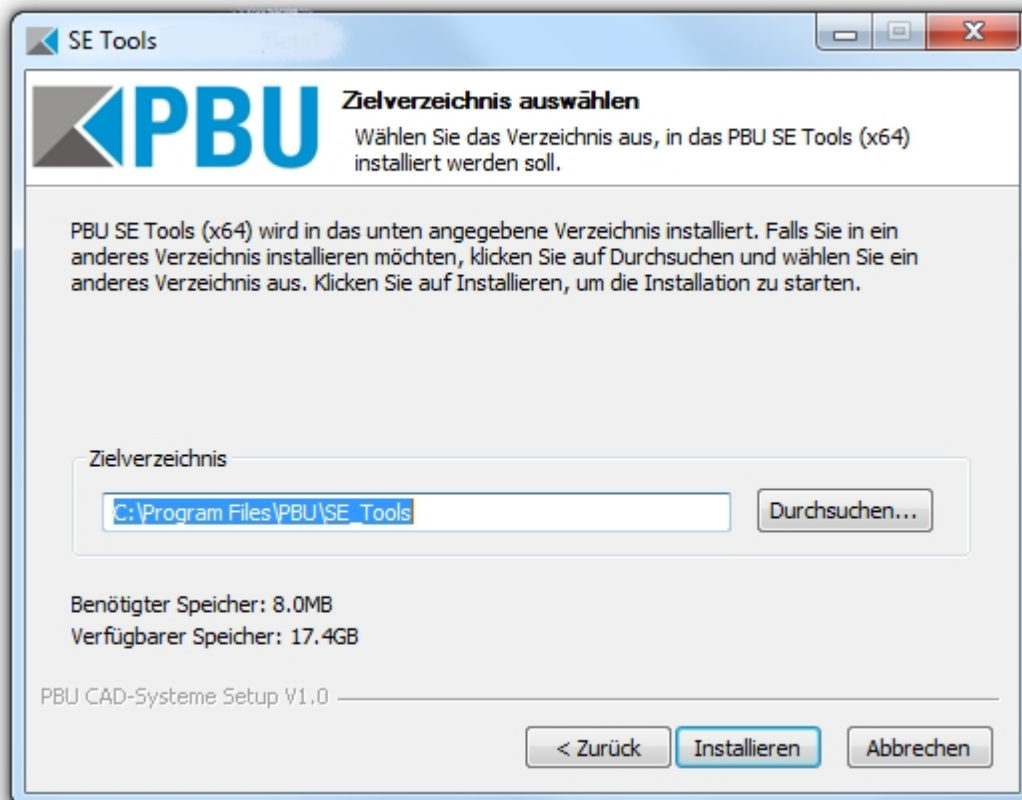 SE Tools
PBU
Zielverzeichnis auswählen
Wählen Sie das Verzeichnis aus, in das PBU SE Tools (x64)
installiert werden soll.
PBU SE Tools (x64) wird in das unten angegebene Verzeichnis installiert. Falls Sie in ein
anderes Verzeichnis installieren möchten, klicken Sie auf Durchsuchen und wählen Sie ein
anderes Verzeichnis aus. Klicken Sie auf Installieren, um die Installation zu starten.
Zielverzeichnis
C:\Program Files\PBU\SE_Tools
Durchsuchen...
Benötigter Speicher: 8.0MB
Verfügbarer Speicher: 17.4GB
PBU CAD-Systeme Setup V1.0
< Zurück
Installieren
Abbrechen